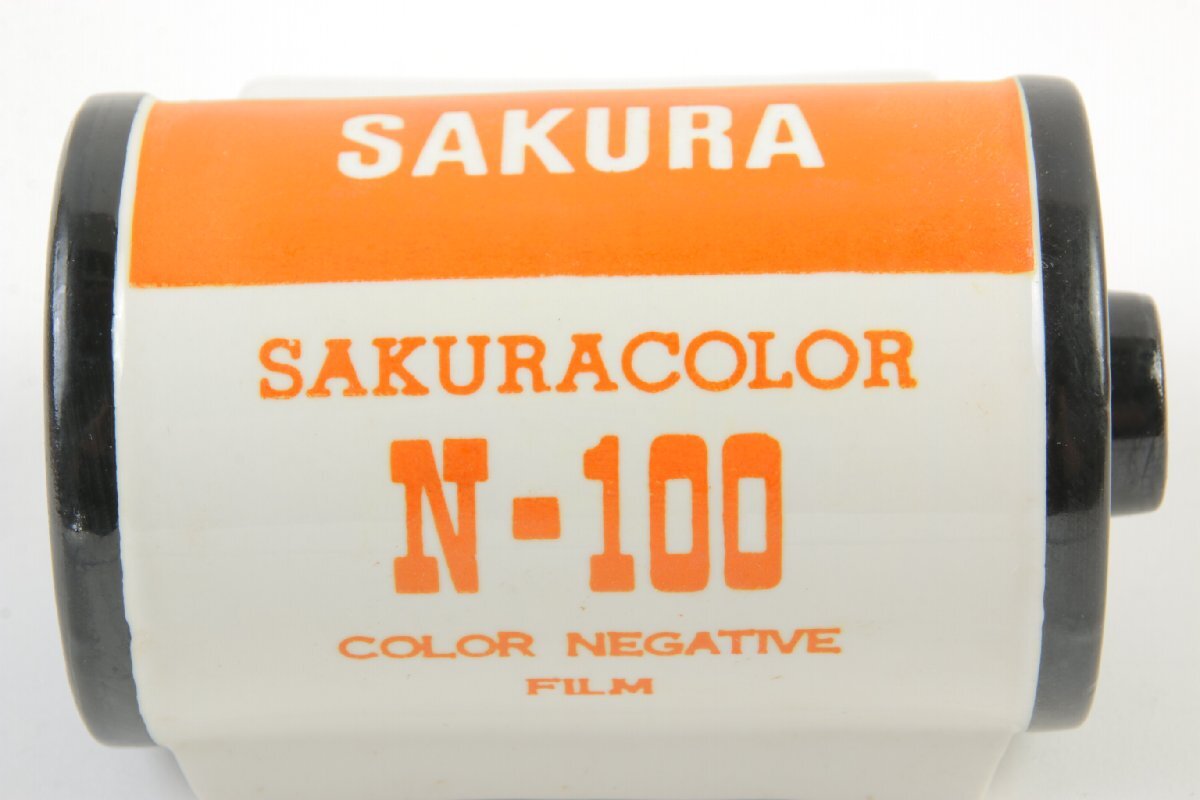 SAKURA
SAKURACOLOR
N-100
COLOR NEGATIVE
FILM